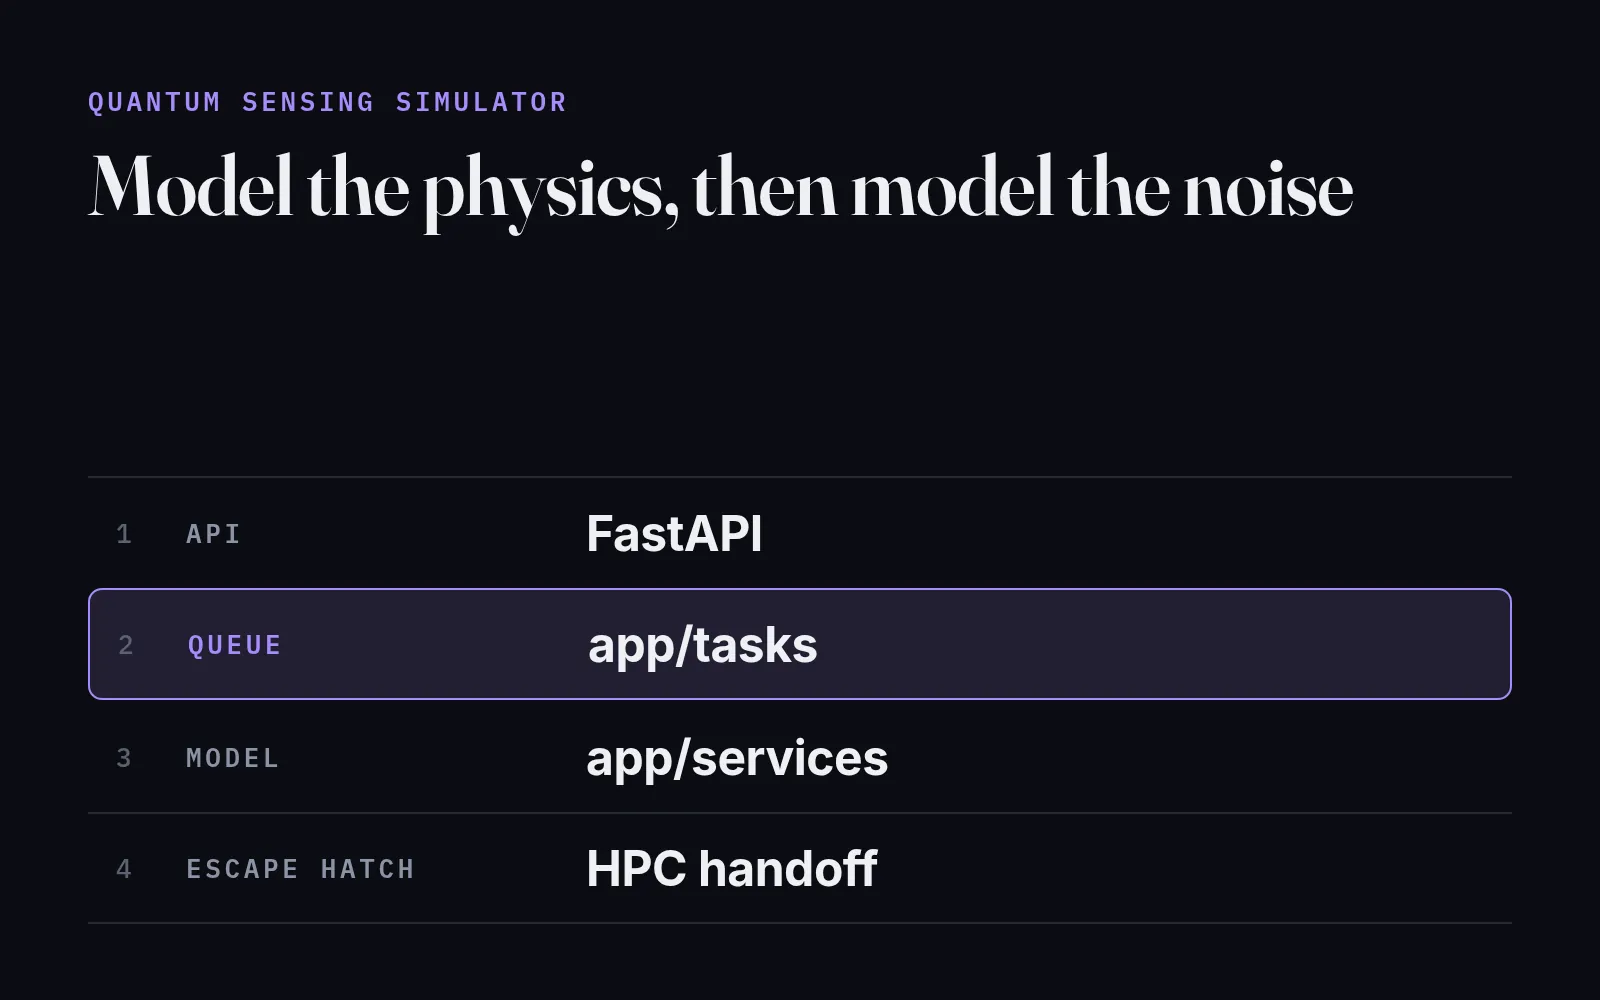 QUANTUM SENSING SIMULATOR
Model the physics, then model the noise
1 API FastAPI
2 QUEUE app/tasks
3 MODEL app/services
4 ESCAPE HATCH HPC handoff